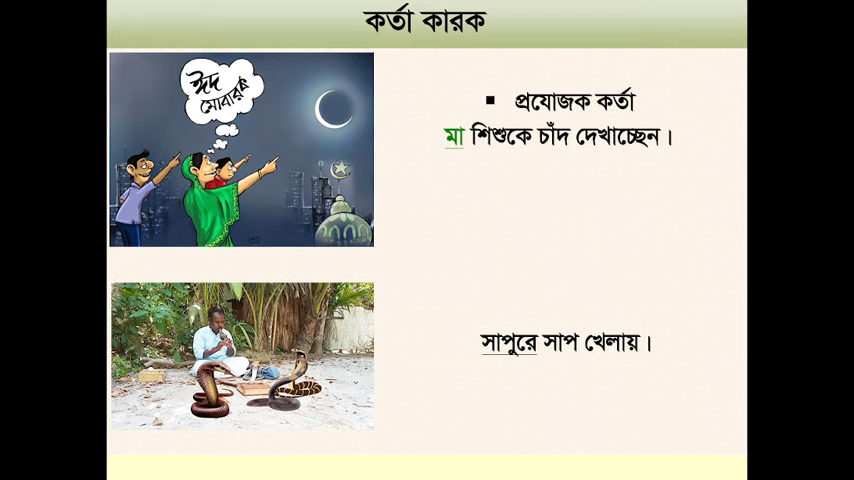 কর্তা কারক
ঈদ
মোবারক
▪ প্রযোজক কর্তা
মা শিশুকে চাঁদ দেখাচ্ছেন।
সাপুরে সাপ খেলায়।